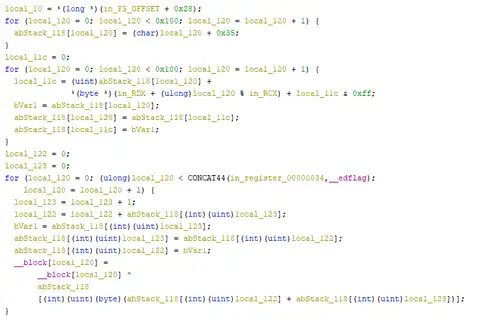 local_10 = *(long *)(in_FS_OFFSET + 0x28);
for (local_120 = 0; local_120 < 0x100; local_120 = local_120 + 1) {
abStack_118[local_120] = (char)local_120 + 0x35;
}
local_11c = 0;
for (local_120 = 0; local_120 < 0x100; local_120 = local_120 + 1) {
local_11c = (uint)abStack_118[local_120] +
*(byte *)(in_RDX + (ulong)local_120 % in_RCX) + local_11c & 0xff;
bVar1 = abStack_118[local_120];
abStack_118[local_120] = abStack_118[local_11c];
abStack_118[local_11c] = bVar1;
}
local_122 = 0;
local_123 = 0;
for (local_120 = 0; (ulong)local_120 < CONCAT44(in_register_00000034,__edflag);
local_120 = local_120 + 1) {
local_123 = local_123 + 1;
local_122 = local_122 + abStack_118[(int)(uint)local_123];
bVar1 = abStack_118[(int)(uint)local_123];
abStack_118[(int)(uint)local_123] = abStack_118[(int)(uint)local_122];
abStack_118[(int)(uint)local_122] = bVar1;
__block[local_120] =
__block[local_120] ^
abStack_118
[(int)(uint)(byte)(abStack_118[(int)(uint)local_122] + abStack_118[(int)(uint)local_123])];
}